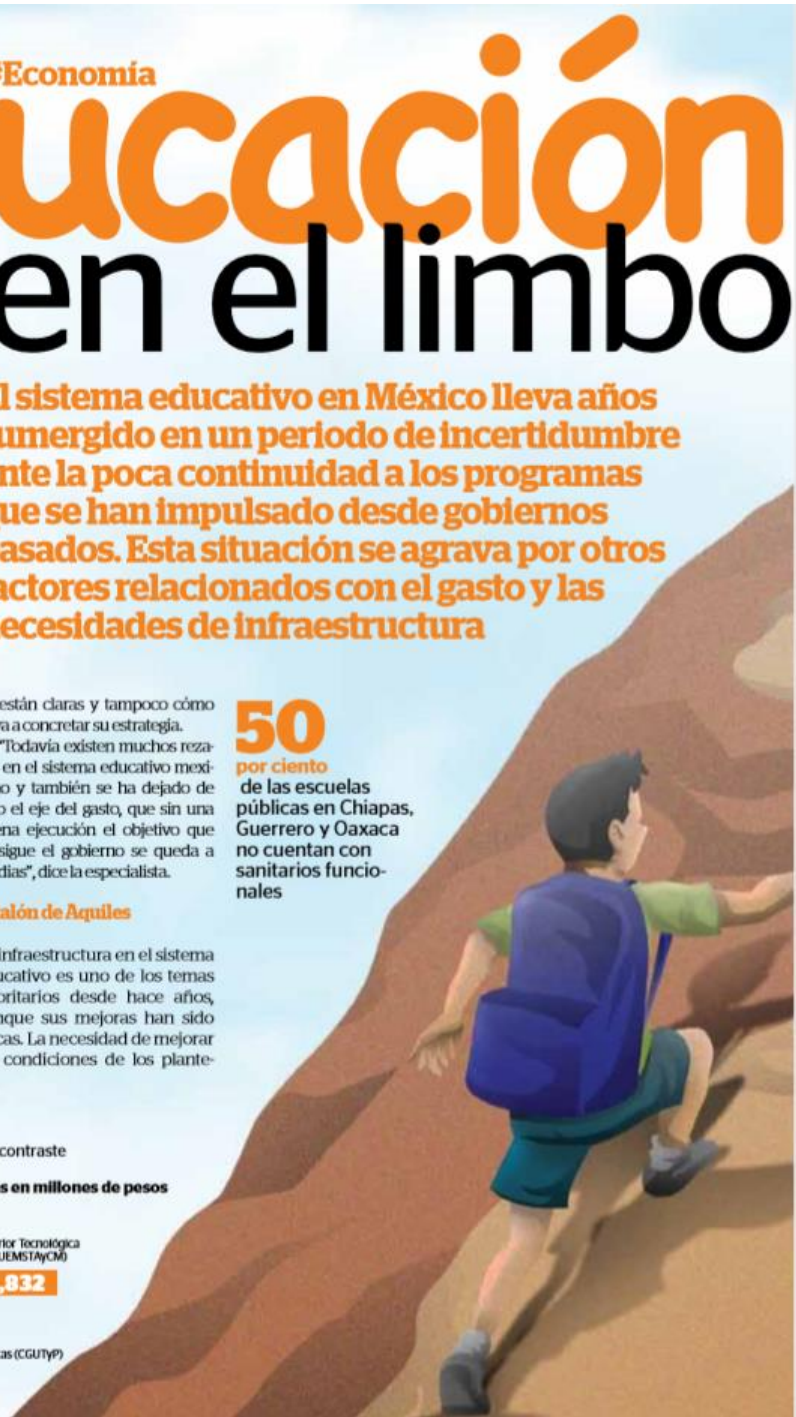 #Economía
ucación
en el limbo
l sistema educativo en México lleva años
umergido en un periodo de incertidumbre
nte la poca continuidad a los programas
ue se han impulsado desde gobiernos
asados. Esta situación se agrava por otros
actores relacionados con el gasto y las
ecesidades de infraestructura
están claras y tampoco cómo
va a concretar su estrategia.
“Todavía existen muchos reza-
en el sistema educativo mexi-
o y también se ha dejado de
o el eje del gasto, que sin una
ena ejecución el objetivo que
sigue el gobierno se queda a
dias”, dice la especialista.
alón de Aquiles
infraestructura en el sistema
ucativo es uno de los temas
oritarios desde hace años,
nque sus mejoras han sido
cas. La necesidad de mejorar
condiciones de los plante-
50
por ciento
de las escuelas
públicas en Chiapas,
Guerrero y Oaxaca
no cuentan con
sanitarios funcio-
nales
contraste
s en millones de pesos
rior Tecnológica
UEMSTAyCM)
,832
as (CGUTyP)